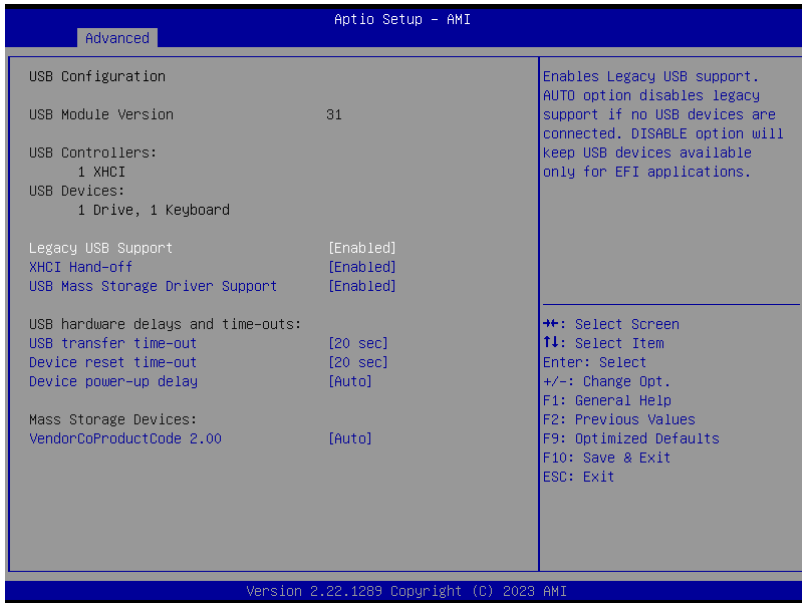 Aptio Setup – AMI
Advanced
USB Configuration
USB Module Version 31
USB Controllers:
1 XHCI
USB Devices:
1 Drive, 1 Keyboard
Legacy USB Support [Enabled]
XHCI Hand-off [Enabled]
USB Mass Storage Driver Support [Enabled]
USB hardware delays and time-outs:
USB transfer time-out [20 sec]
Device reset time-out [20 sec]
Device power-up delay [Auto]
Mass Storage Devices:
VendorCoProductCode 2.00 [Auto]
Enables Legacy USB support.
AUTO option disables legacy
support if no USB devices are
connected. DISABLE option will
keep USB devices available
only for EFI applications.
→←: Select Screen
↑↓: Select Item
Enter: Select
+/-: Change Opt.
F1: General Help
F2: Previous Values
F9: Optimized Defaults
F10: Save & Exit
ESC: Exit
Version 2.22.1289 Copyright (C) 2023 AMI